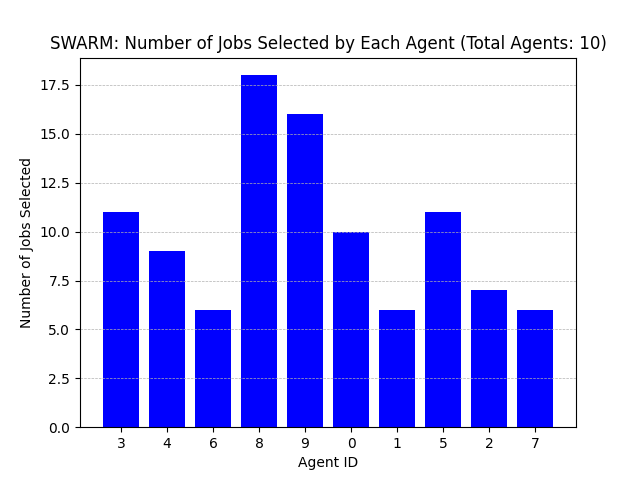 SWARM: Number of Jobs Selected by Each Agent (Total Agents: 10)
17.5
15.0
12.5
10.0
7.5
5.0
2.5
0.0
Number of Jobs Selected
3 4 6 8 9 0 1 5 2 7
Agent ID